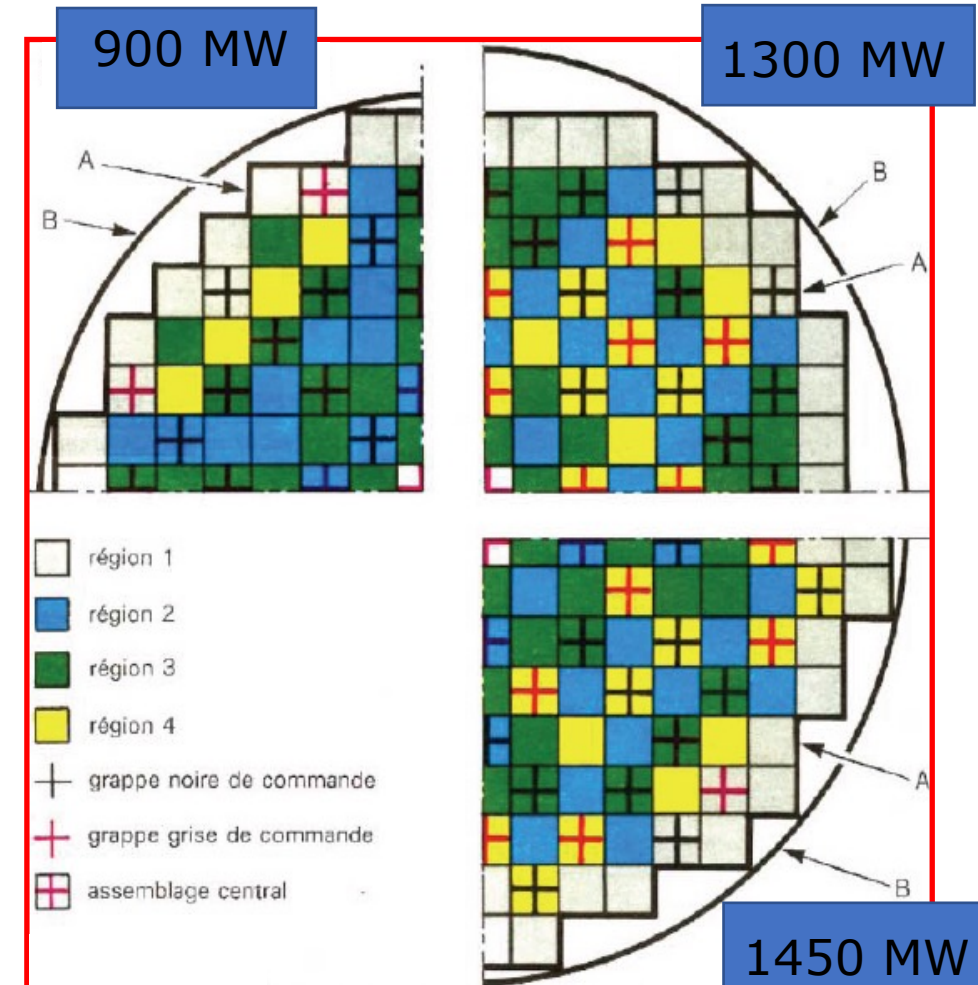 900 MW
1300 MW
A
B
B
A
région 1
région 2
région 3
région 4
grappe noire de commande
grappe grise de commande
assemblage central
A
B
1450 MW